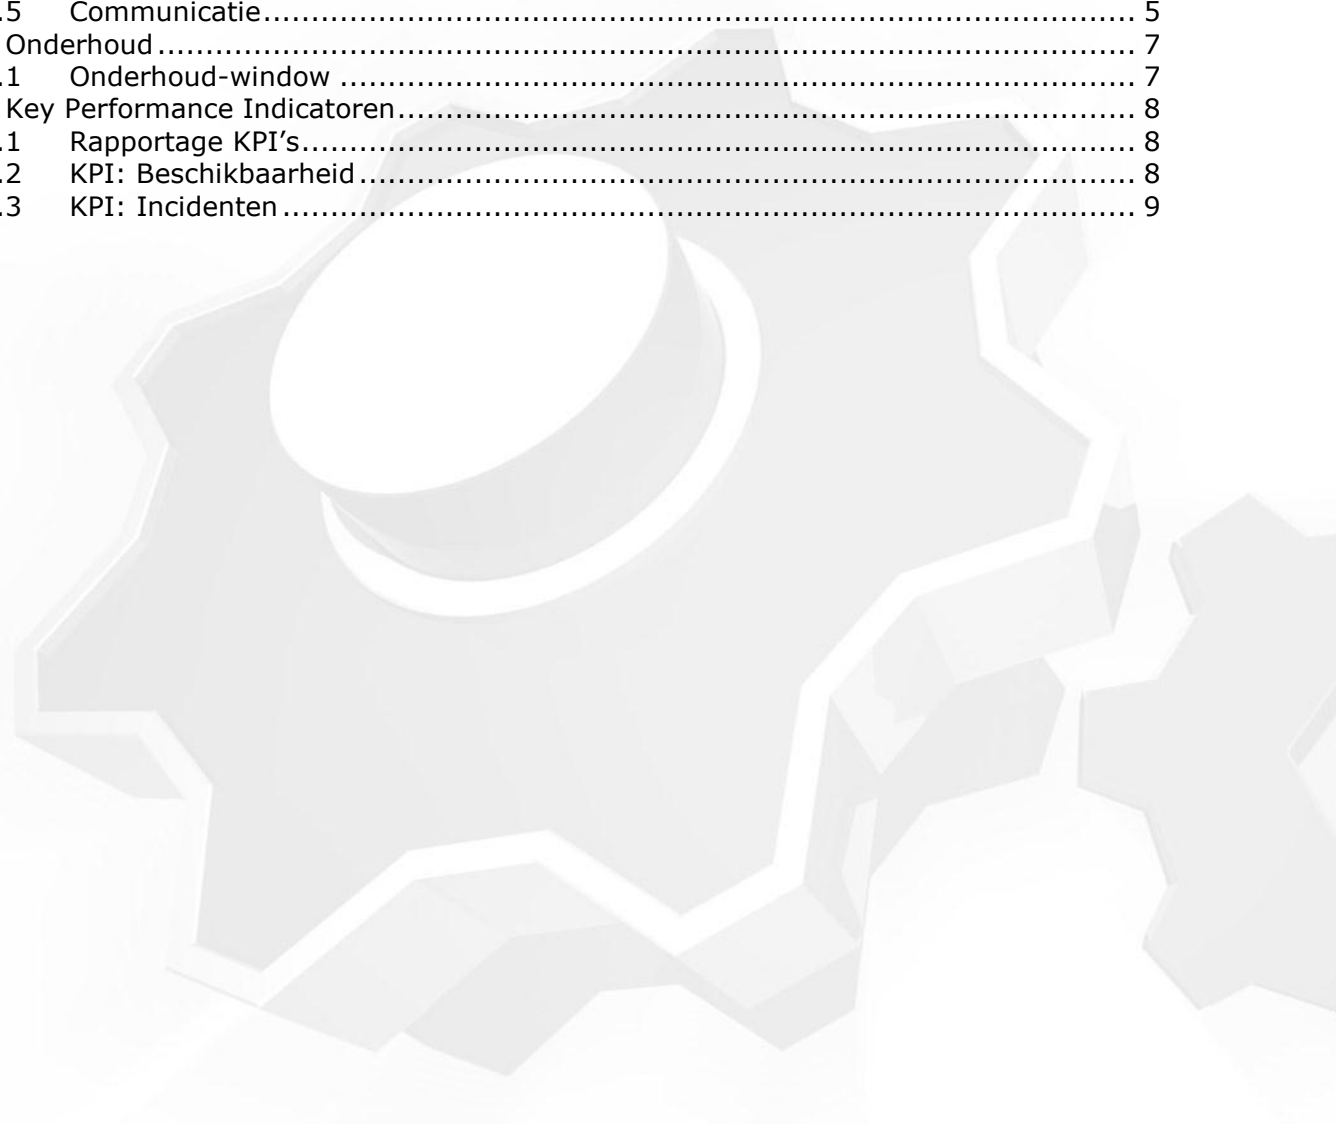 .5 Communicatie.......................................................................................... 5
Onderhoud..................................................................................................... 7
.1 Onderhoud-window .................................................................................. 7
Key Performance Indicatoren............................................................................ 8
.1 Rapportage KPI’s...................................................................................... 8
.2 KPI: Beschikbaarheid................................................................................ 8
.3 KPI: Incidenten........................................................................................ 9